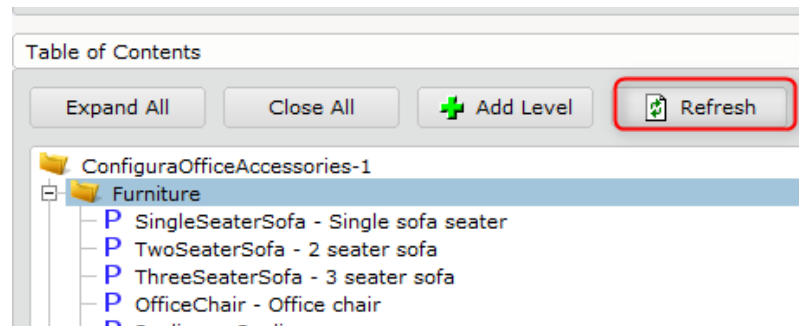 Table of Contents
Expand All Close All Add Level Refresh
ConfiguraOfficeAccessories-1
Furniture
P SingleSeaterSofa - Single sofa seater
P TwoSeaterSofa - 2 seater sofa
P ThreeSeaterSofa - 3 seater sofa
P OfficeChair - Office chair